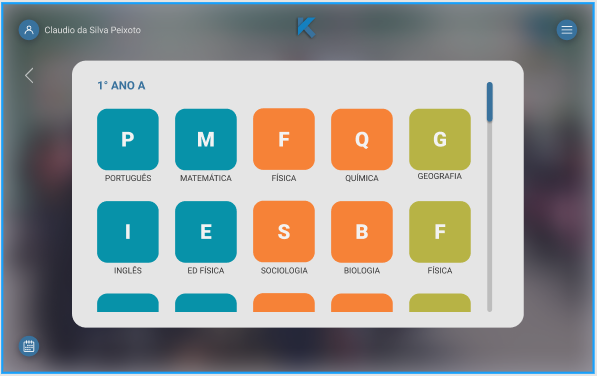 Claudio da Silva Peixoto
K
1° ANO A
P M F Q G
PORTUGUÊS MATEMÁTICA FÍSICA QUÍMICA GEOGRAFIA
I E S B F
INGLÊS ED FÍSICA SOCIOLOGIA BIOLOGIA FÍSICA